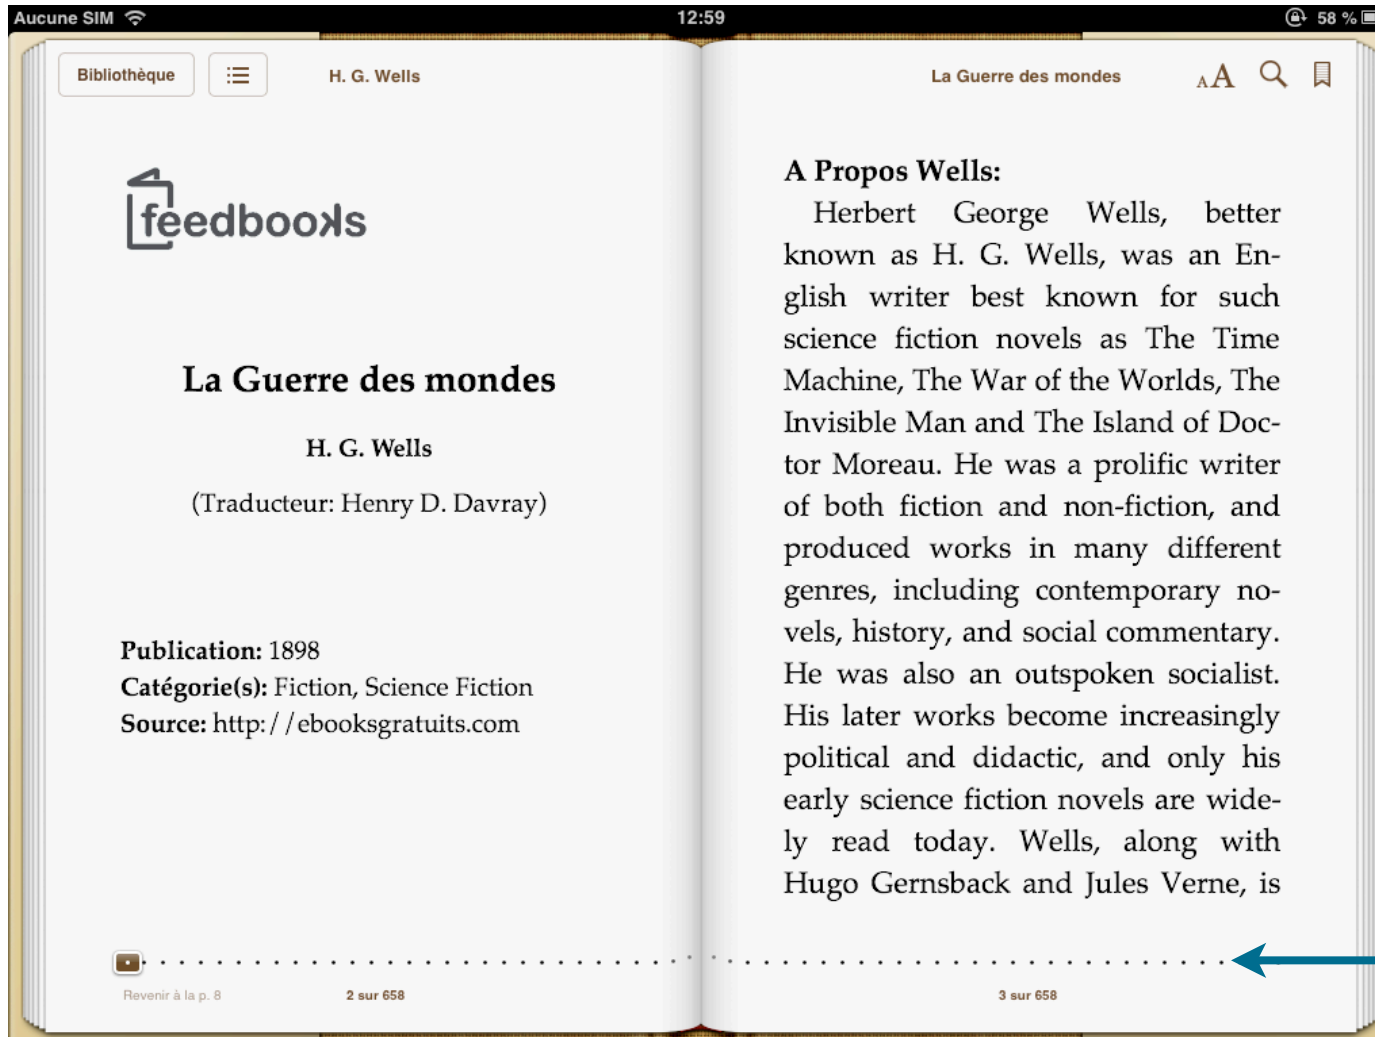 Aucune SIM 12:59 58 %
Bibliothèque H. G. Wells
feedbooks
La Guerre des mondes
H. G. Wells
(Traducteur: Henry D. Davray)
Publication: 1898
Catégorie(s): Fiction, Science Fiction
Source: http://ebooksgratuits.com
Revenir à la p. 8 2 sur 658
La Guerre des mondes AA
A Propos Wells:
Herbert George Wells, better
known as H. G. Wells, was an En-
glish writer best known for such
science fiction novels as The Time
Machine, The War of the Worlds, The
Invisible Man and The Island of Doc-
tor Moreau. He was a prolific writer
of both fiction and non-fiction, and
produced works in many different
genres, including contemporary no-
vels, history, and social commentary.
He was also an outspoken socialist.
His later works become increasingly
political and didactic, and only his
early science fiction novels are wide-
ly read today. Wells, along with
Hugo Gernsback and Jules Verne, is
3 sur 658